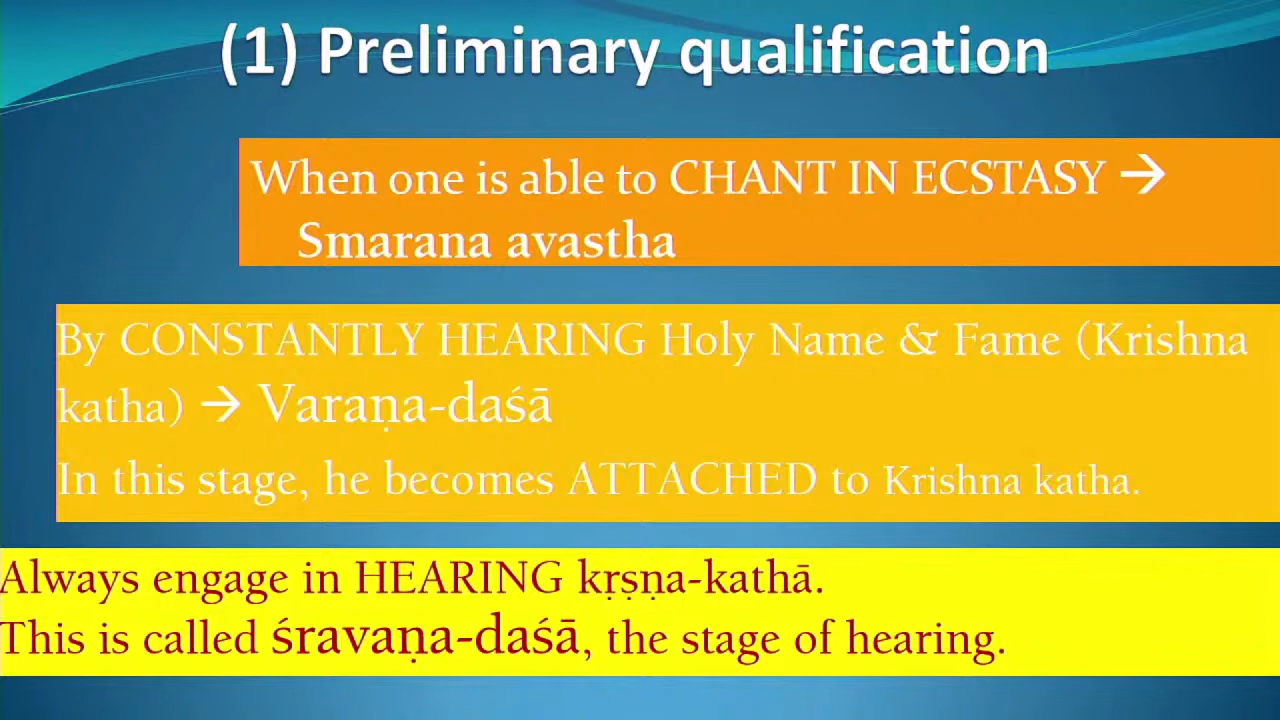 (1) Preliminary qualification
When one is able to CHANT IN ECSTASY →
Smarana avastha
By CONSTANTLY HEARING Holy Name & Fame (Krishna
katha) → Varaṇa-daśā
In this stage, he becomes ATTACHED to Krishna katha.
Always engage in HEARING kṛṣṇa-kathā.
This is called śravaṇa-daśā, the stage of hearing.